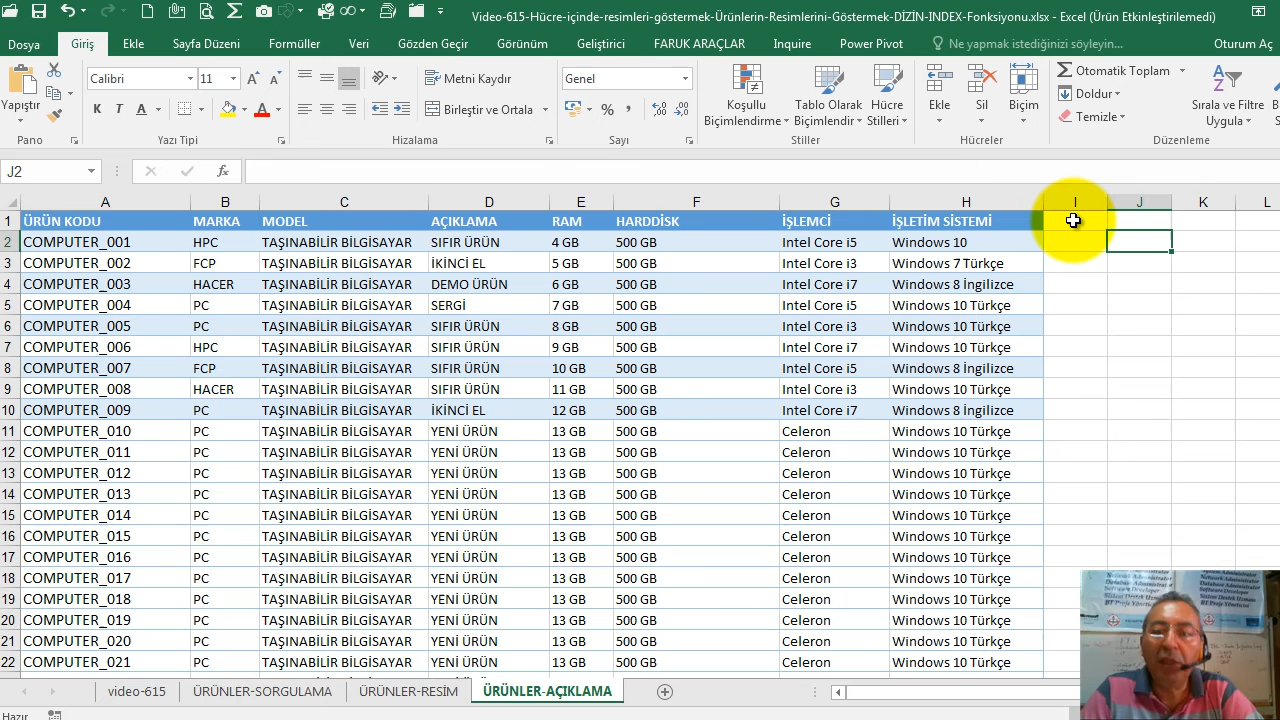 Video-615-Hücre-içinde-resimleri-göstermek-Ürünlerin-Resimlerini-Göstermek-DİZİN-INDEX-Fonksiyonu.xlsx - Excel (Ürün Etkinleştirilemedi)
Dosya Giriş Ekle Sayfa Düzeni Formüller Veri Gözden Geçir Görünüm Geliştirici FARUK ARAÇLAR Inquire Power Pivot Ne yapmak istediğinizi söyleyin... Oturum Aç
Yapıştır
Calibri 11
K T A
Metni Kaydır
Birleştir ve Ortala
Genel
Koşullu Biçimlendirme
Tablo Olarak Biçimlendir
Hücre Stilleri
Ekle Sil Biçim
Otomatik Toplam
Doldur
Temizle
Sırala ve Filtre Uygula
Pano Yazı Tipi Hizalama Sayı Stiller Hücreler Düzenleme
J2 fx
A B C D E F G H I J K L
1 ÜRÜN KODU MARKA MODEL AÇIKLAMA RAM HARDDİSK İŞLEMCİ İŞLETİM SİSTEMİ
2 COMPUTER_001 HPC TAŞINABİLİR BİLGİSAYAR SIFIR ÜRÜN 4 GB 500 GB Intel Core i5 Windows 10
3 COMPUTER_002 FCP TAŞINABİLİR BİLGİSAYAR İKİNCİ EL 5 GB 500 GB Intel Core i3 Windows 7 Türkçe
4 COMPUTER_003 HACER TAŞINABİLİR BİLGİSAYAR DEMO ÜRÜN 6 GB 500 GB Intel Core i7 Windows 8 İngilizce
5 COMPUTER_004 PC TAŞINABİLİR BİLGİSAYAR SERGİ 7 GB 500 GB Intel Core i5 Windows 10 Türkçe
6 COMPUTER_005 PC TAŞINABİLİR BİLGİSAYAR SIFIR ÜRÜN 8 GB 500 GB Intel Core i3 Windows 10 Türkçe
7 COMPUTER_006 HPC TAŞINABİLİR BİLGİSAYAR SIFIR ÜRÜN 9 GB 500 GB Intel Core i7 Windows 10 Türkçe
8 COMPUTER_007 FCP TAŞINABİLİR BİLGİSAYAR SIFIR ÜRÜN 10 GB 500 GB Intel Core i5 Windows 8 İngilizce
9 COMPUTER_008 HACER TAŞINABİLİR BİLGİSAYAR SIFIR ÜRÜN 11 GB 500 GB Intel Core i3 Windows 10 Türkçe
10 COMPUTER_009 PC TAŞINABİLİR BİLGİSAYAR İKİNCİ EL 12 GB 500 GB Intel Core i7 Windows 8 İngilizce
11 COMPUTER_010 PC TAŞINABİLİR BİLGİSAYAR YENİ ÜRÜN 13 GB 500 GB Celeron Windows 10 Türkçe
12 COMPUTER_011 PC TAŞINABİLİR BİLGİSAYAR YENİ ÜRÜN 13 GB 500 GB Celeron Windows 10 Türkçe
13 COMPUTER_012 PC TAŞINABİLİR BİLGİSAYAR YENİ ÜRÜN 13 GB 500 GB Celeron Windows 10 Türkçe
14 COMPUTER_013 PC TAŞINABİLİR BİLGİSAYAR YENİ ÜRÜN 13 GB 500 GB Celeron Windows 10 Türkçe
15 COMPUTER_014 PC TAŞINABİLİR BİLGİSAYAR YENİ ÜRÜN 13 GB 500 GB Celeron Windows 10 Türkçe
16 COMPUTER_015 PC TAŞINABİLİR BİLGİSAYAR YENİ ÜRÜN 13 GB 500 GB Celeron Windows 10 Türkçe
17 COMPUTER_016 PC TAŞINABİLİR BİLGİSAYAR YENİ ÜRÜN 13 GB 500 GB Celeron Windows 10 Türkçe
18 COMPUTER_017 PC TAŞINABİLİR BİLGİSAYAR YENİ ÜRÜN 13 GB 500 GB Celeron Windows 10 Türkçe
19 COMPUTER_018 PC TAŞINABİLİR BİLGİSAYAR YENİ ÜRÜN 13 GB 500 GB Celeron Windows 10 Türkçe
20 COMPUTER_019 PC TAŞINABİLİR BİLGİSAYAR YENİ ÜRÜN 13 GB 500 GB Celeron Windows 10 Türkçe
21 COMPUTER_020 PC TAŞINABİLİR BİLGİSAYAR YENİ ÜRÜN 13 GB 500 GB Celeron Windows 10 Türkçe
22 COMPUTER_021 PC TAŞINABİLİR BİLGİSAYAR YENİ ÜRÜN 13 GB 500 GB Celeron Windows 10 Türkçe
video-615 ÜRÜNLER-SORGULAMA ÜRÜNLER-RESİM ÜRÜNLER-AÇIKLAMA
Hazır